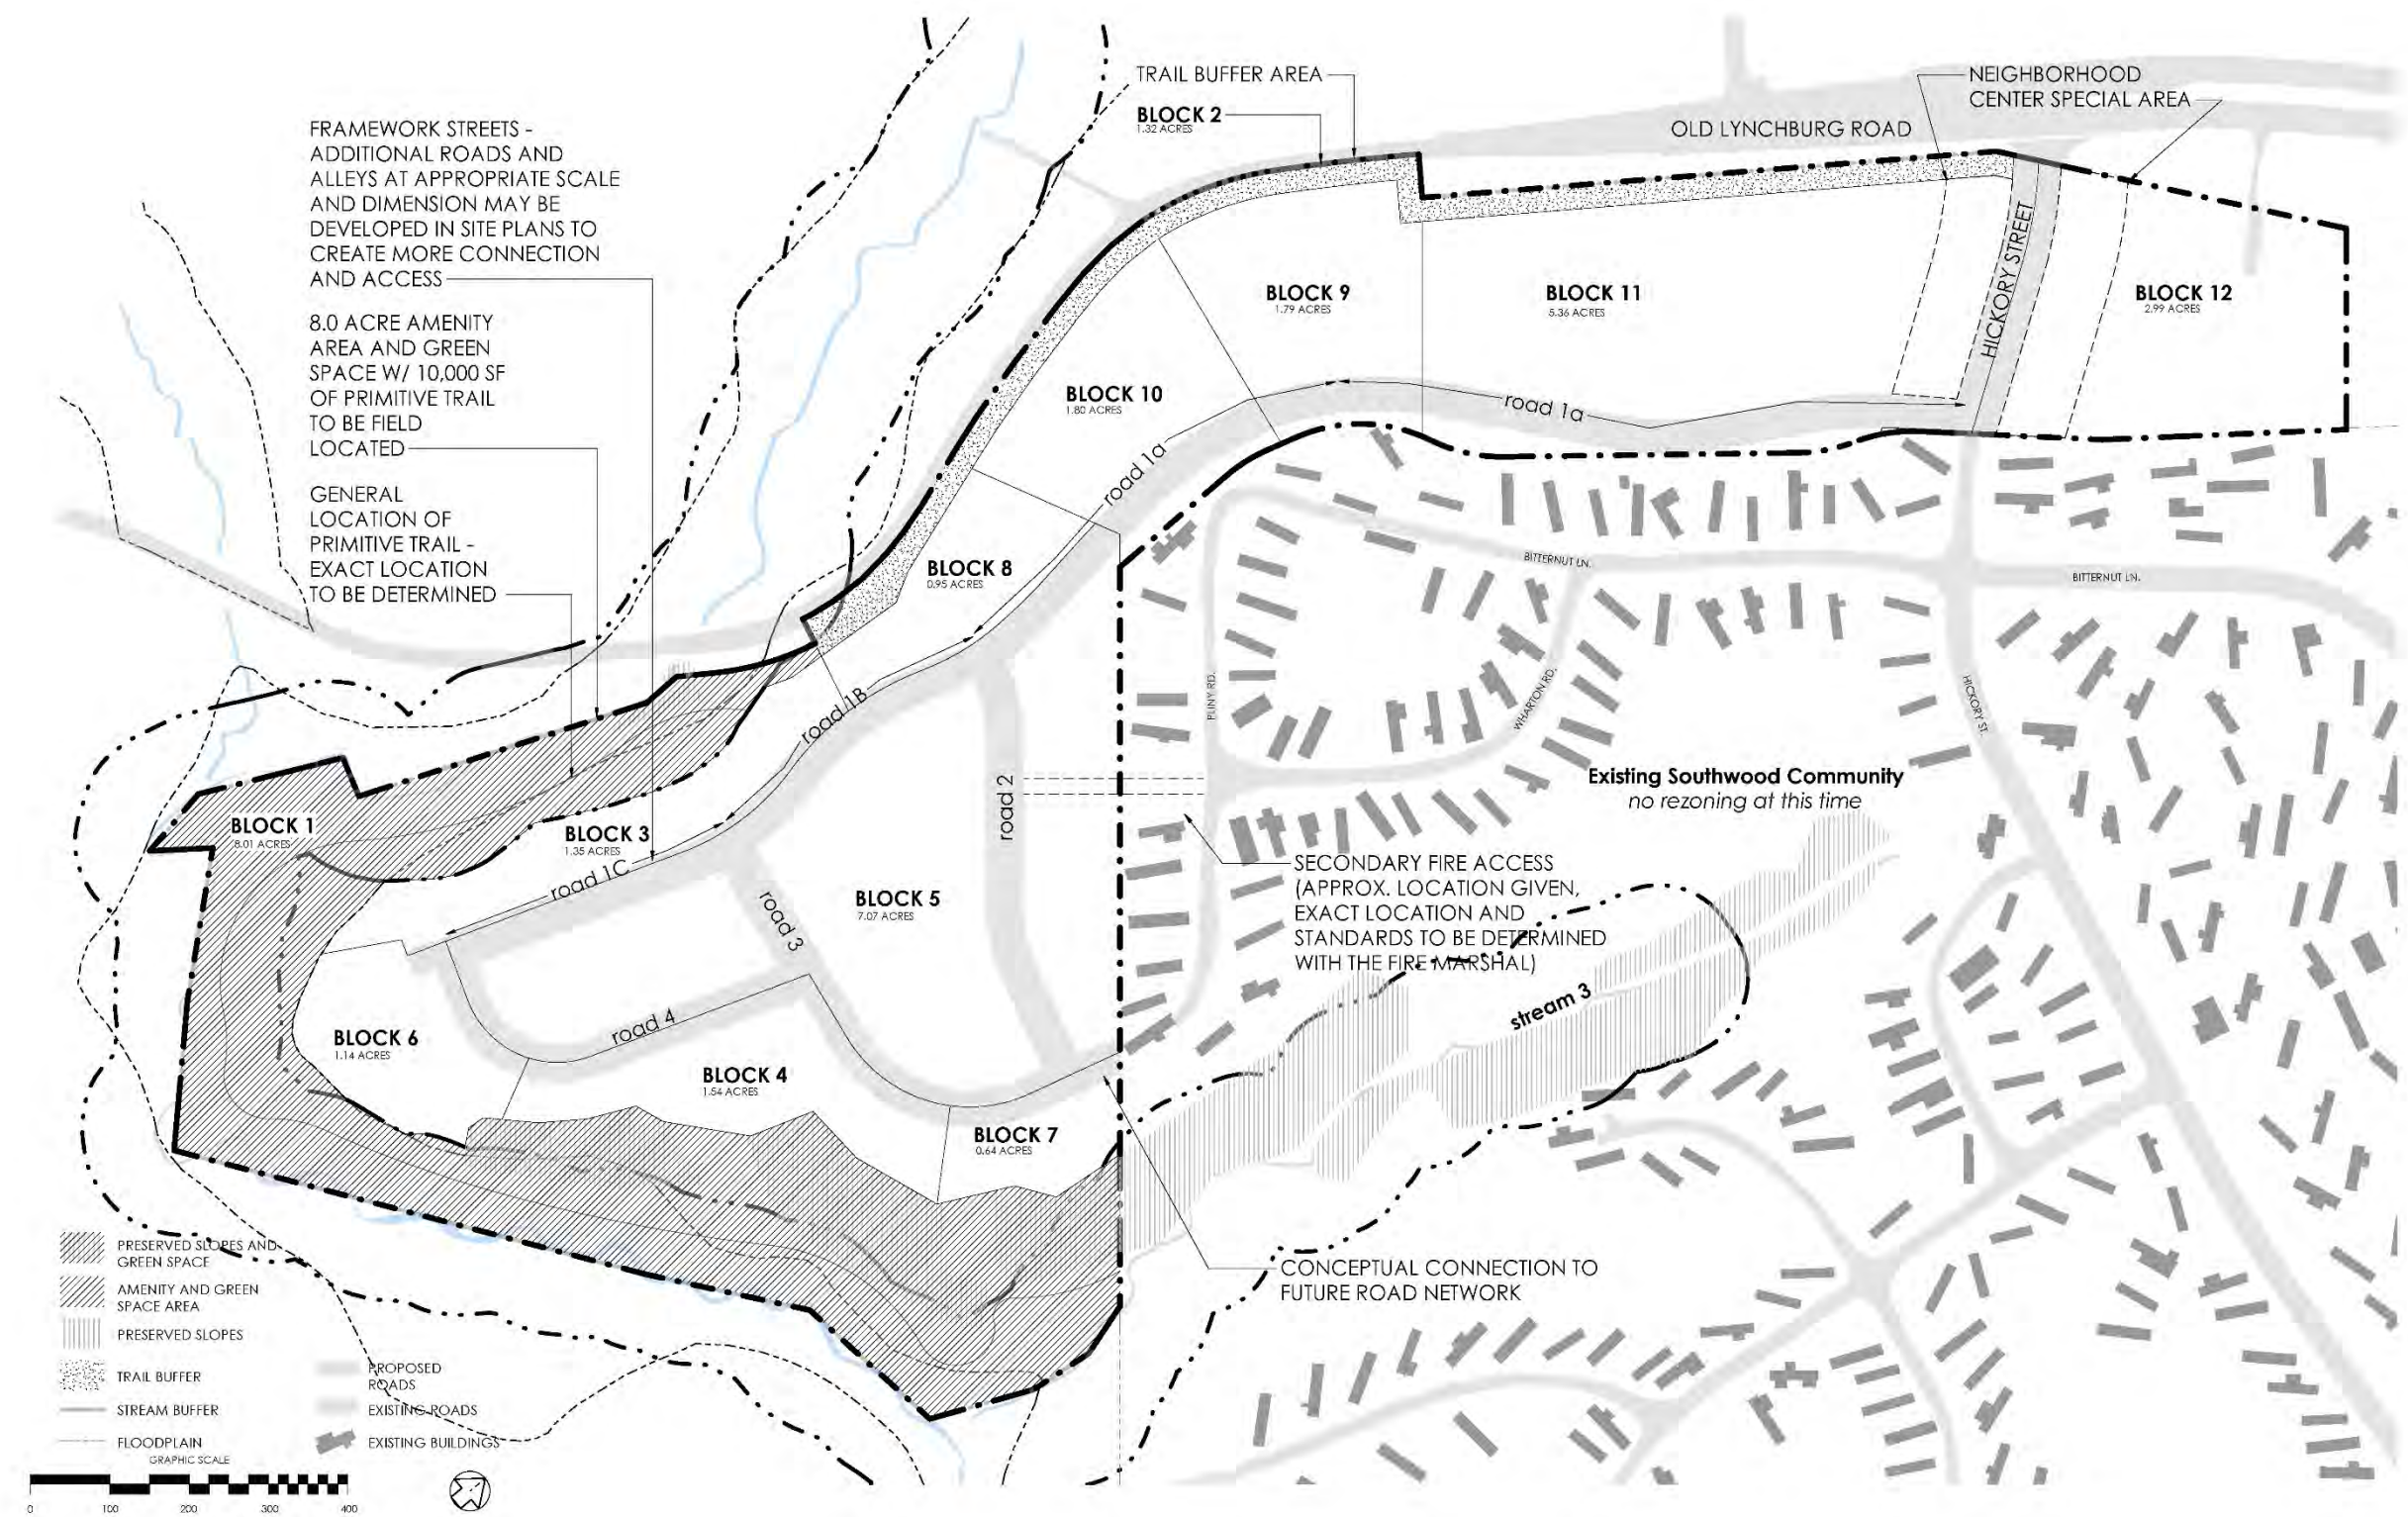 TRAIL BUFFER AREA
BLOCK 2
1.32 ACRES
NEIGHBORHOOD
CENTER SPECIAL AREA
OLD LYNCHBURG ROAD
FRAMEWORK STREETS -
ADDITIONAL ROADS AND
ALLEYS AT APPROPRIATE SCALE
AND DIMENSION MAY BE
DEVELOPED IN SITE PLANS TO
CREATE MORE CONNECTION
AND ACCESS
8.0 ACRE AMENITY
AREA AND GREEN
SPACE W/ 10,000 SF
OF PRIMITIVE TRAIL
TO BE FIELD
LOCATED
GENERAL
LOCATION OF
PRIMITIVE TRAIL -
EXACT LOCATION
TO BE DETERMINED
BLOCK 9
1.79 ACRES
BLOCK 11
5.36 ACRES
HICKORY STREET
BLOCK 12
2.99 ACRES
BLOCK 10
1.80 ACRES
road 1a
road 1a
BLOCK 8
0.95 ACRES
BITTERNUT LN.
BITTERNUT LN.
PLINY RD.
WHARTON RD.
HICKORY ST.
road 1B
Existing Southwood Community
no rezoning at this time
road 2
BLOCK 1
8.01 ACRES
BLOCK 3
1.35 ACRES
road 1C
BLOCK 5
7.07 ACRES
road 3
SECONDARY FIRE ACCESS
(APPROX. LOCATION GIVEN,
EXACT LOCATION AND
STANDARDS TO BE DETERMINED
WITH THE FIRE MARSHAL)
stream 3
BLOCK 6
1.14 ACRES
road 4
BLOCK 4
1.54 ACRES
BLOCK 7
0.64 ACRES
CONCEPTUAL CONNECTION TO
FUTURE ROAD NETWORK
PRESERVED SLOPES AND
GREEN SPACE
AMENITY AND GREEN
SPACE AREA
PRESERVED SLOPES
TRAIL BUFFER
STREAM BUFFER
FLOODPLAIN
PROPOSED
ROADS
EXISTING ROADS
EXISTING BUILDINGS
GRAPHIC SCALE
0 100 200 300 400